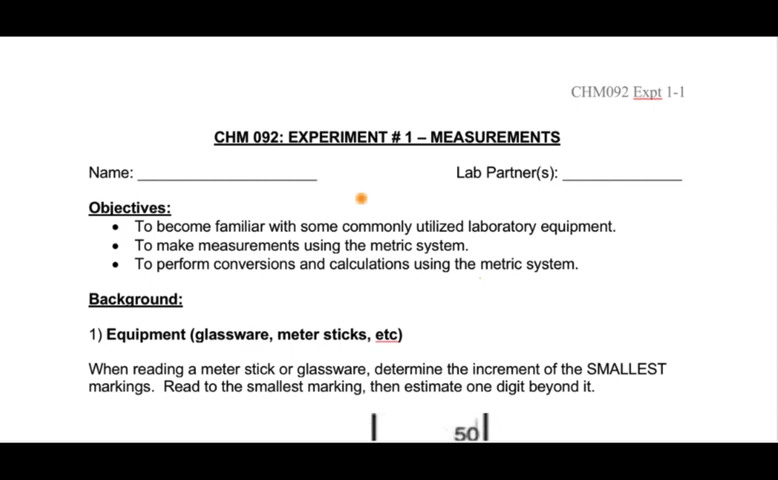 CHM092 Expt 1-1
CHM 092: EXPERIMENT # 1 – MEASUREMENTS
Name: ______________________ Lab Partner(s): ______________
Objectives:
• To become familiar with some commonly utilized laboratory equipment.
• To make measurements using the metric system.
• To perform conversions and calculations using the metric system.
Background:
1) Equipment (glassware, meter sticks, etc)
When reading a meter stick or glassware, determine the increment of the SMALLEST
markings. Read to the smallest marking, then estimate one digit beyond it.
50